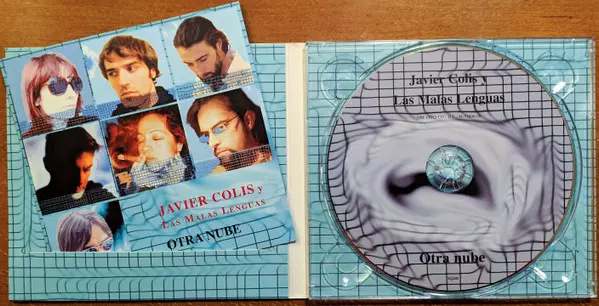 JAVIER COLIS y
LAS MALAS LENGUAS
OTRA NUBE
Javier Colis y
Las Malas Lenguas
Otra nube